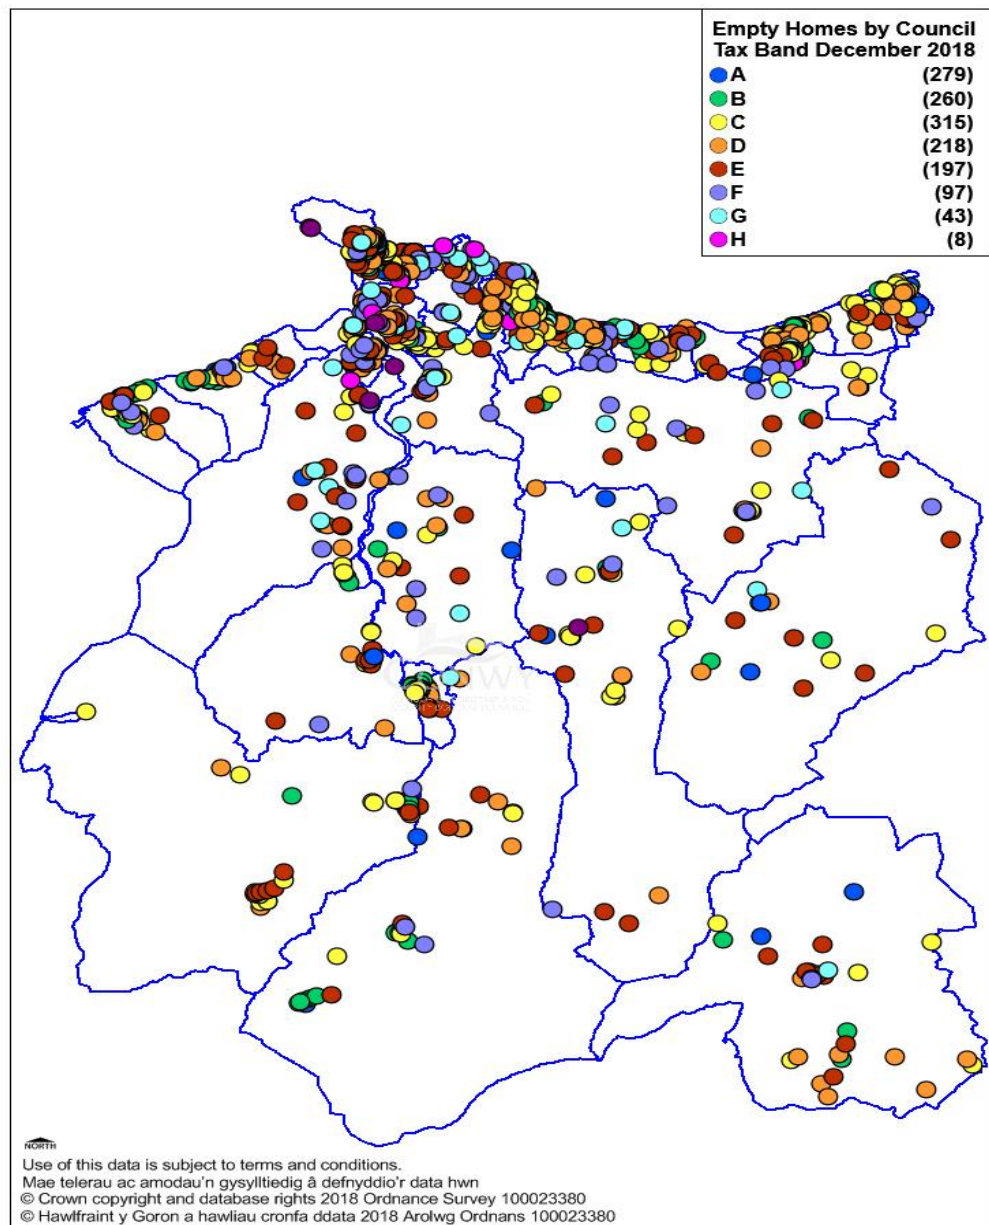 Empty Homes by Council
Tax Band December 2018
A (279)
B (260)
C (315)
D (218)
E (197)
F (97)
G (43)
H (8)
NORTH
Use of this data is subject to terms and conditions.
Mae telerau ac amodau'n gysylltiedig â defnyddio'r data hwn
© Crown copyright and database rights 2018 Ordnance Survey 100023380
© Hawlfraint y Goron a hawliau cronfa ddata 2018 Arolwg Ordnans 100023380